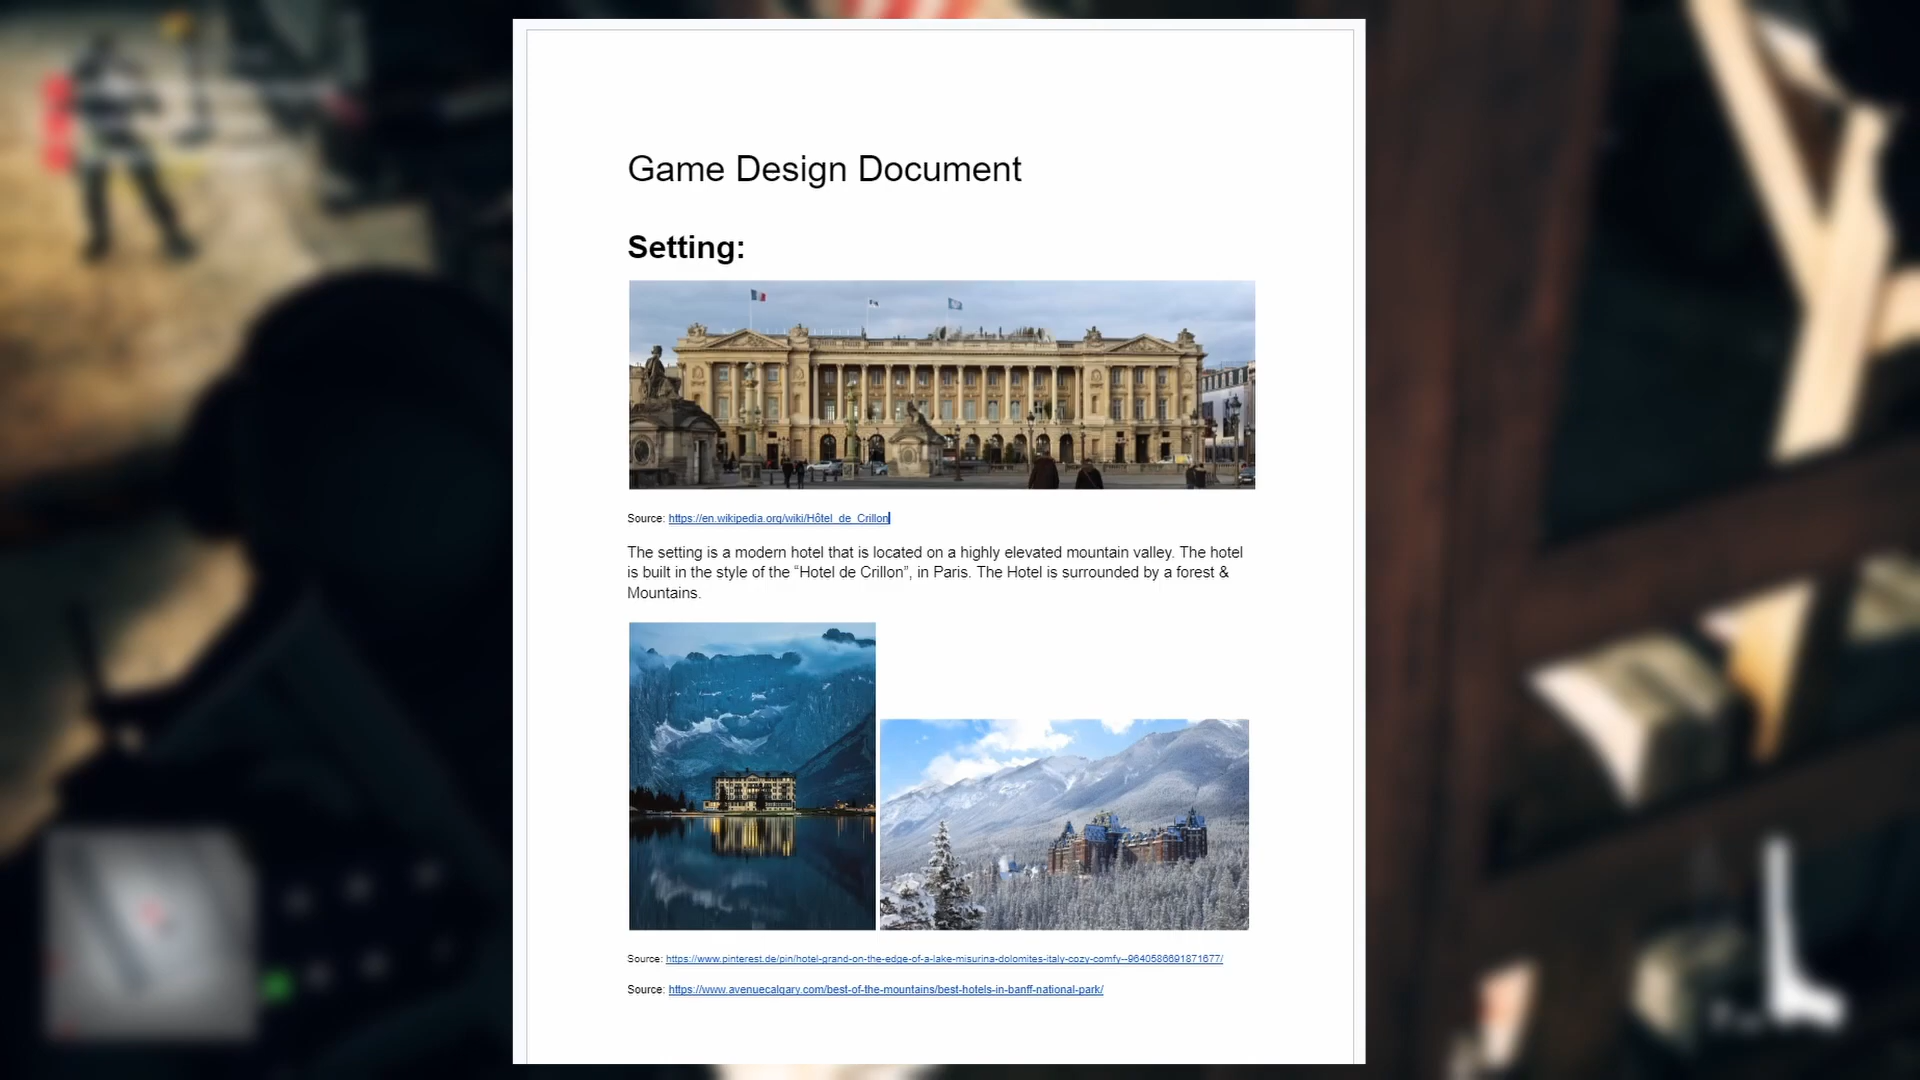 Game Design Document
Setting:
Source: https://en.wikipedia.org/wiki/Hôtel_de_Crillon
The setting is a modern hotel that is located on a highly elevated mountain valley. The hotel
is built in the style of the “Hotel de Crillon”, in Paris. The Hotel is surrounded by a forest &
Mountains.
Source: https://www.pinterest.de/pin/hotel-grand-on-the-edge-of-a-lake-misurina-dolomites-italy-cozy-comfy--9640586691871677/
Source: https://www.avenuecalgary.com/best-of-the-mountains/best-hotels-in-banff-national-park/